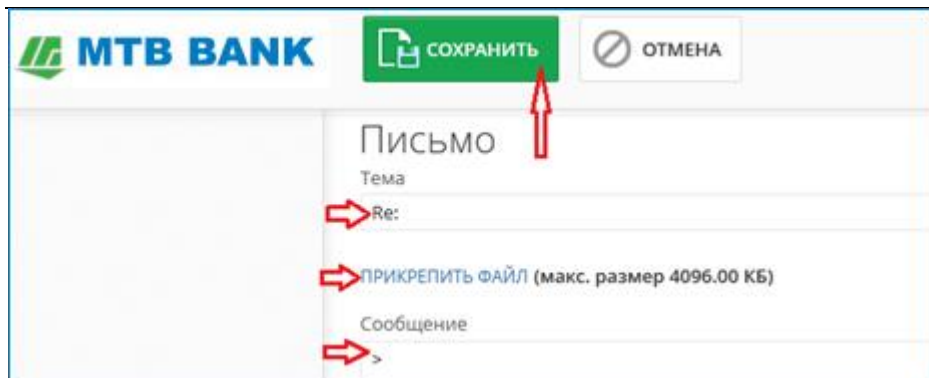 MTB BANK
СОХРАНИТЬ
ОТМЕНА
Письмо
Тема
Re:
ПРИКРЕПИТЬ ФАЙЛ (макс. размер 4096.00 КБ)
Сообщение
>